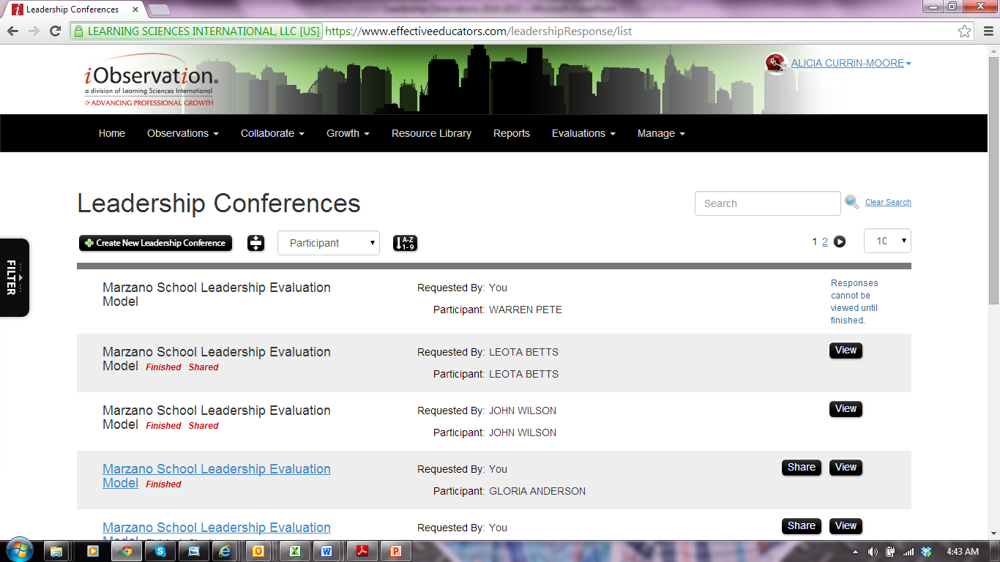 Leadership Conferences
LEARNING SCIENCES INTERNATIONAL, LLC [US] https://www.effectiveeducators.com/leadershipResponse/list
iObservation®
a division of Learning Sciences International
ADVANCING PROFESSIONAL GROWTH
ALICIA CURRIN-MOORE
Home Observations Collaborate Growth Resource Library Reports Evaluations Manage
Leadership Conferences
Search
Clear Search
Create New Leadership Conference
Participant
A-Z
1-9
1 2
10
FILTER
Marzano School Leadership Evaluation
Model
Requested By: You
Participant: WARREN PETE
Responses
cannot be
viewed until
finished.
Marzano School Leadership Evaluation
Model Finished Shared
Requested By: LEOTA BETTS
Participant: LEOTA BETTS
View
Marzano School Leadership Evaluation
Model Finished Shared
Requested By: JOHN WILSON
Participant: JOHN WILSON
View
Marzano School Leadership Evaluation
Model Finished
Requested By: You
Participant: GLORIA ANDERSON
Share View
Marzano School Leadership Evaluation
Requested By: You
Share View
4:43 AM